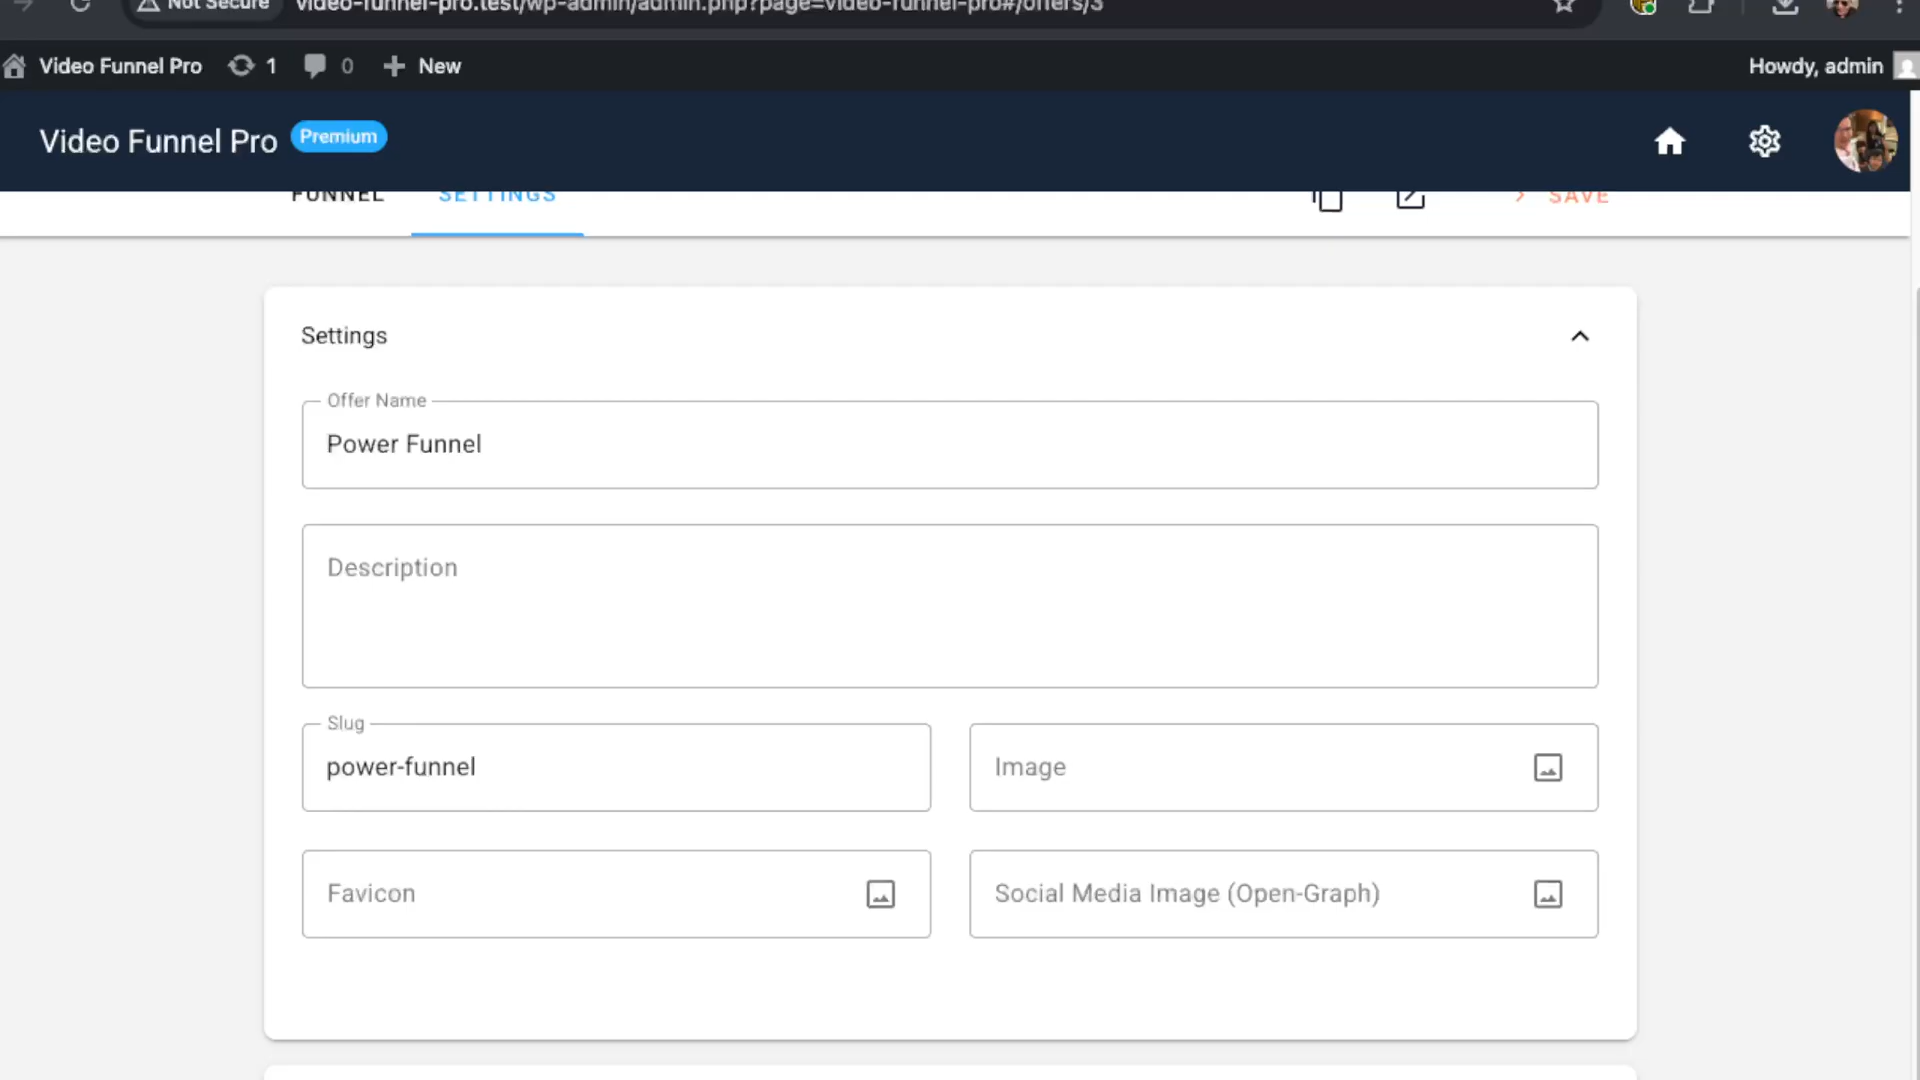 Not Secure
video-funnel-pro.test/wp-admin/admin.php?page=video-funnel-pro#/offers/3
Video Funnel Pro
1
0
New
Howdy, admin
Video Funnel Pro
Premium
FUNNEL
SETTINGS
SAVE
Settings
Offer Name
Power Funnel
Description
Slug
power-funnel
Image
Favicon
Social Media Image (Open-Graph)